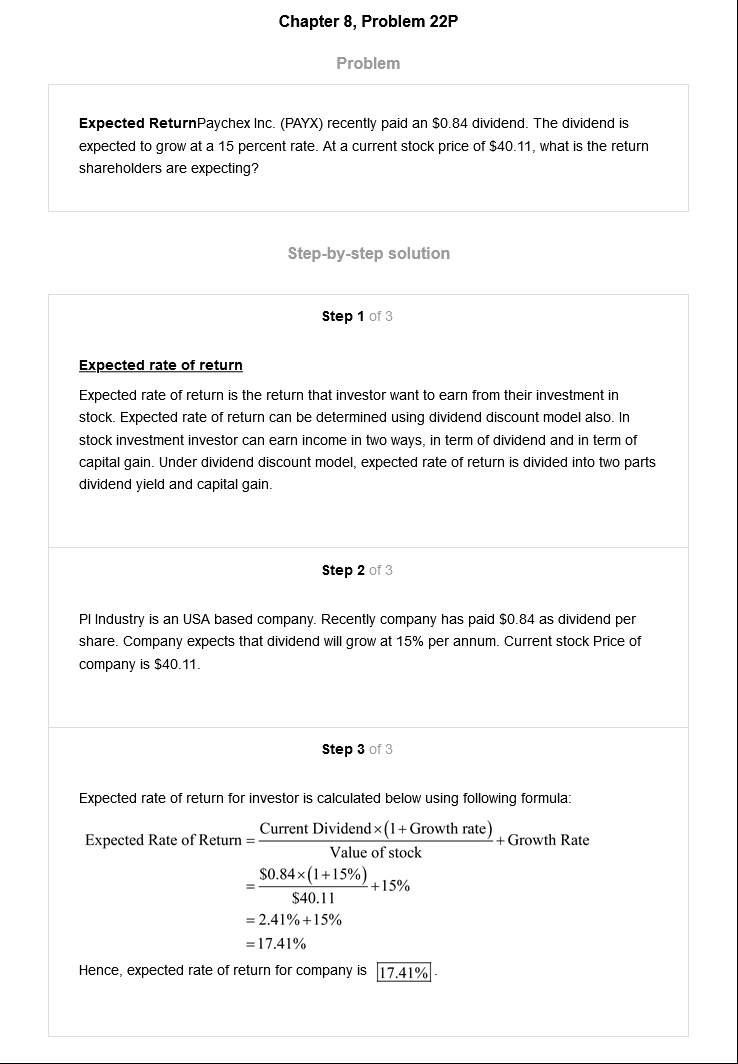 Chapter 8, Problem 22P
Problem
Expected ReturnPaychex Inc. (PAYX) recently paid an $0.84 dividend. The dividend is
expected to grow at a 15 percent rate. At a current stock price of $40.11, what is the return
shareholders are expecting?
Step-by-step solution
Step 1 of 3
Expected rate of return
Expected rate of return is the return that investor want to earn from their investment in
stock. Expected rate of return can be determined using dividend discount model also. In
stock investment investor can earn income in two ways, in term of dividend and in term of
capital gain. Under dividend discount model, expected rate of return is divided into two parts
dividend yield and capital gain.
Step 2 of 3
PI Industry is an USA based company. Recently company has paid $0.84 as dividend per
share. Company expects that dividend will grow at 15% per annum. Current stock Price of
company is $40.11.
Step 3 of 3
Expected rate of return for investor is calculated below using following formula:
Current Dividend×(1+Growth rate)
Expected Rate of Return = +Growth Rate
Value of stock
$0.84×(1+15%)
= +15%
$40.11
=2.41%+15%
=17.41%
Hence, expected rate of return for company is 17.41%.